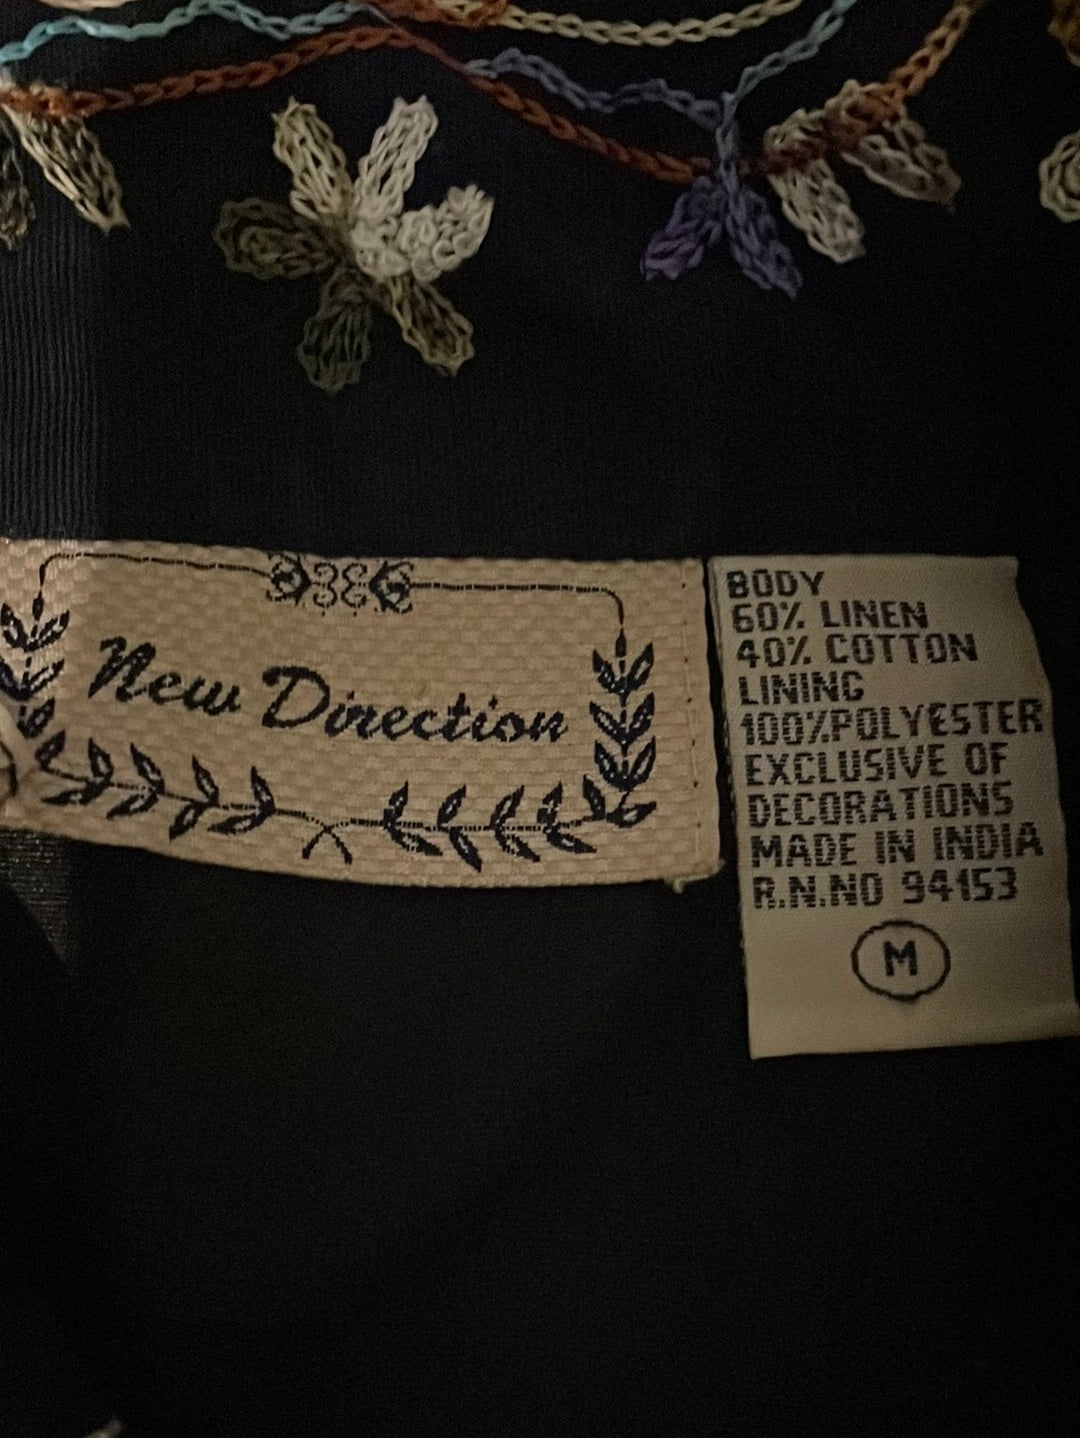 New Direction
BODY
60% LINEN
40% COTTON
LINING
100%POLYESTER
EXCLUSIVE OF
DECORATIONS
MADE IN INDIA
R.N.NO 94153
M